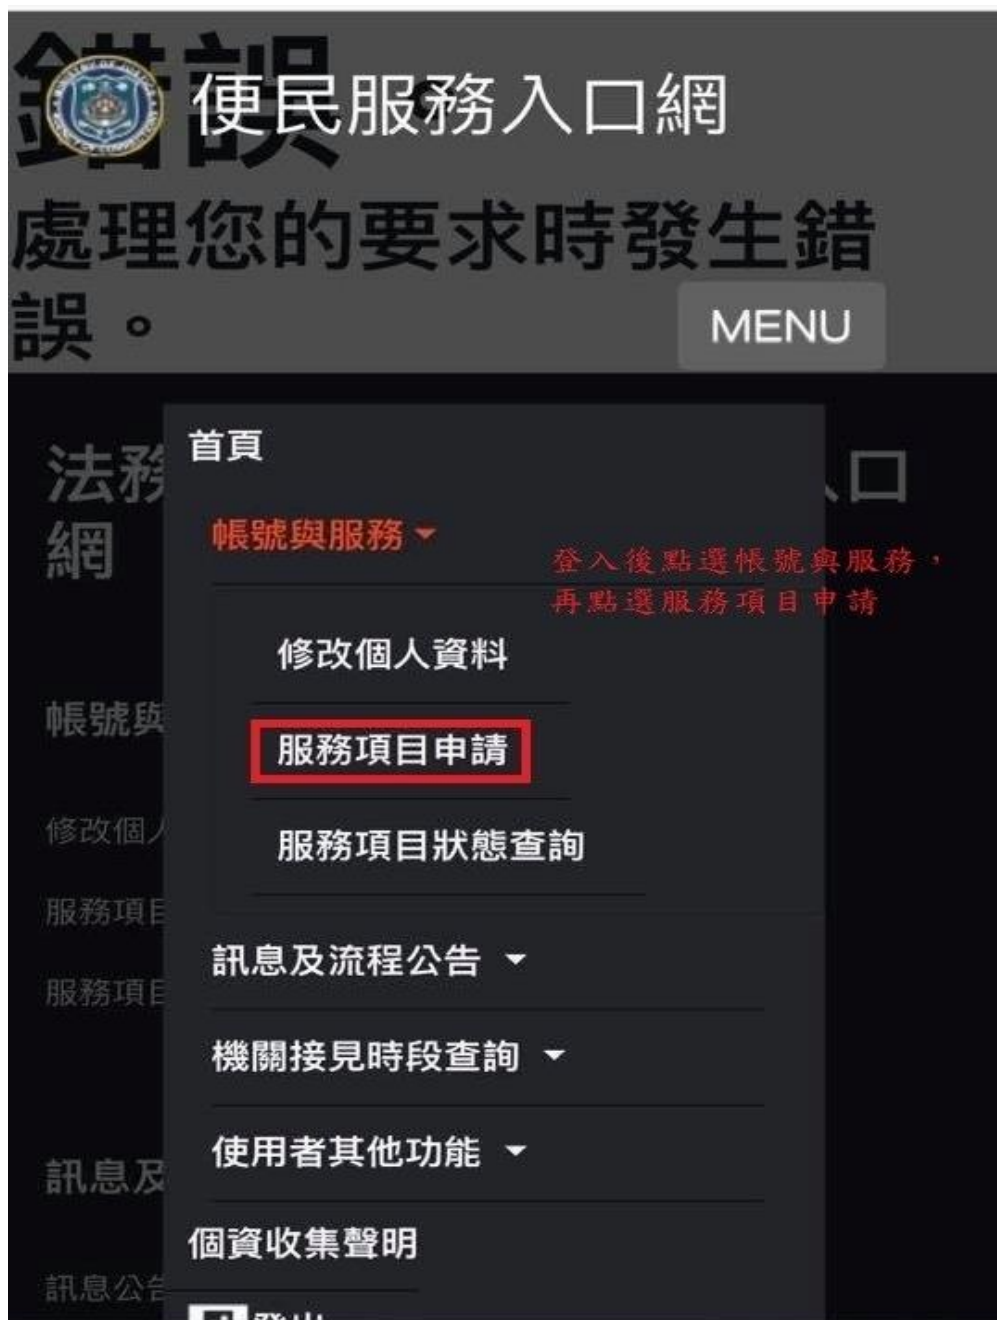 錯誤。
便民服務入口網
處理您的要求時發生錯
誤。
MENU
首頁
法務
入口
網
帳號與服務
登入後點選帳號與服務，
再點選服務項目申請
修改個人資料
帳號與
服務項目申請
修改個人
服務項目狀態查詢
服務項目
訊息及流程公告
服務項目
機關接見時段查詢
使用者其他功能
訊息及
個資收集聲明
訊息公告
登出